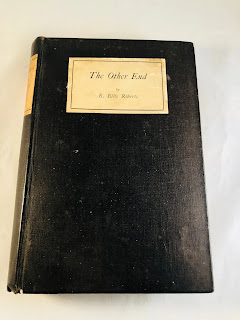 The Other End
by
R. Ellis Roberts